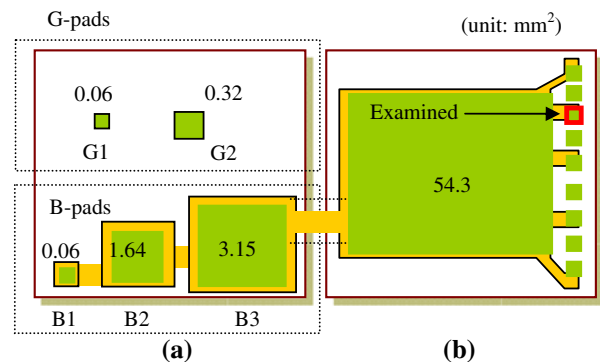 G-pads
(unit: mm²)
0.06
0.32
Examined
G1
G2
54.3
B-pads
0.06
1.64
3.15
B1
B2
B3
(a)
(b)